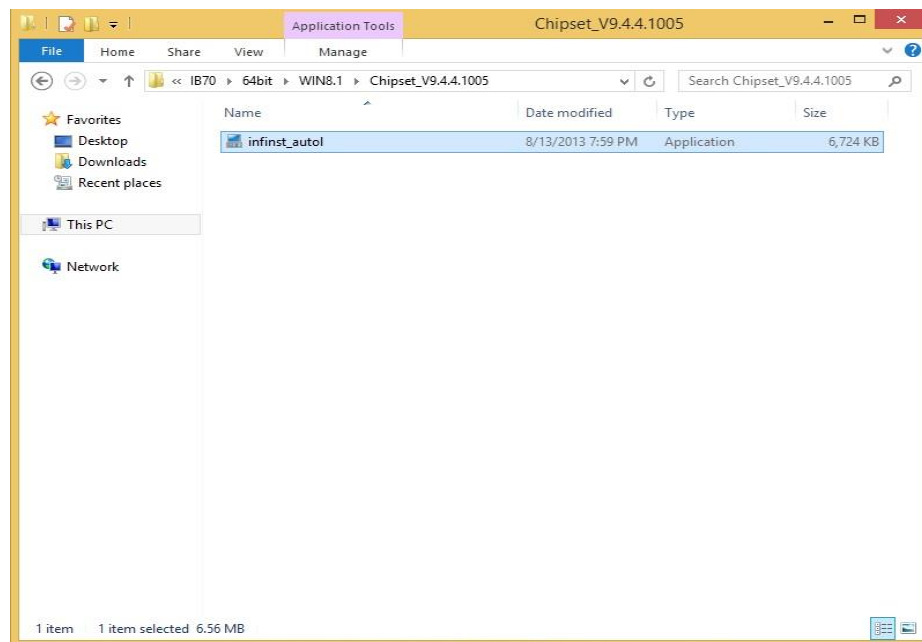 Application Tools
Chipset_V9.4.4.1005
File Home Share View Manage
« IB70 ▸ 64bit ▸ WIN8.1 ▸ Chipset_V9.4.4.1005
Search Chipset_V9.4.4.1005
Name Date modified Type Size
infinst_autol 8/13/2013 7:59 PM Application 6,724 KB
Favorites
Desktop
Downloads
Recent places
This PC
Network
1 item 1 item selected 6.56 MB